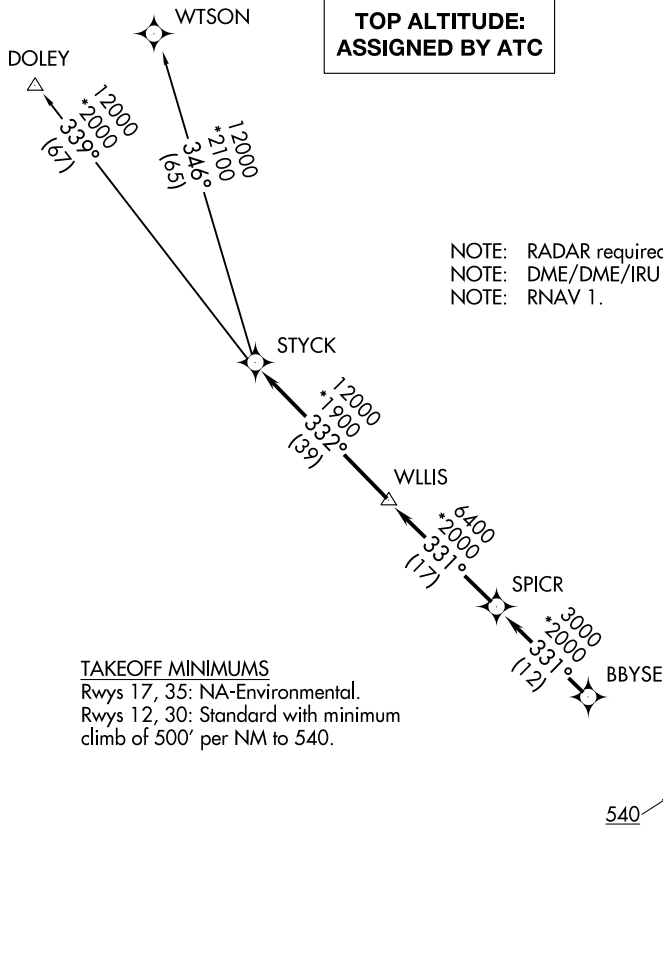 WTSON
TOP ALTITUDE:
ASSIGNED BY ATC
DOLEY
12000
*2000
339°
(67)
12000
*2100
346°
(65)
NOTE: RADAR required
NOTE: DME/DME/IRU
NOTE: RNAV 1.
STYCK
12000
*1900
332°
(39)
WLLIS
6400
*2000
331°
(17)
SPICR
3000
*2000
331°
(12)
BBYSE
TAKEOFF MINIMUMS
Rwys 17, 35: NA-Environmental.
Rwys 12, 30: Standard with minimum
climb of 500' per NM to 540.
540